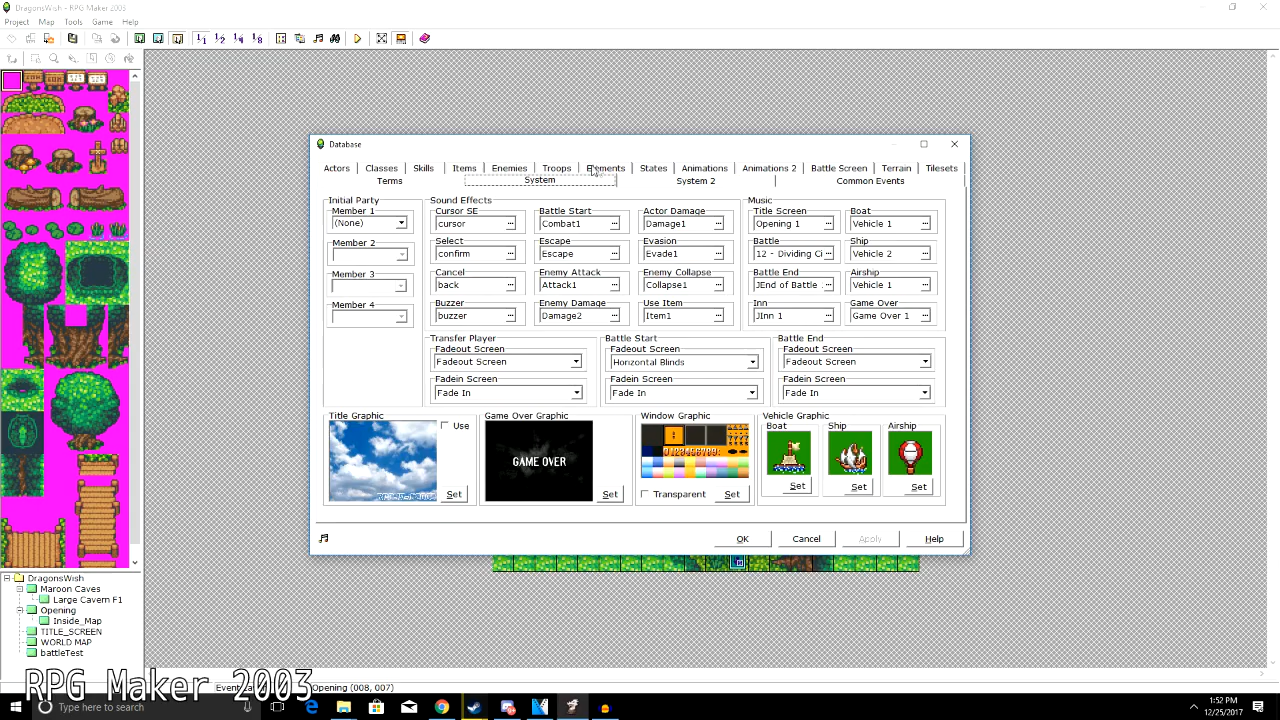 DragonsWish - RPG Maker 2003
Project Map Tools Game Help
Database
Actors Classes Skills Items Enemies Troops Elements States Animations Animations 2 Battle Screen Terrain Tilesets
Terms System System 2 Common Events
Initial Party Sound Effects Music
Member 1 Cursor SE Battle Start Actor Damage Title Screen Boat
(None) cursor Combat1 Damage1 Opening 1 Vehicle 1
Member 2 Select Escape Evasion Battle Ship
confirm Escape Evade1 12 - Dividing Ci Vehicle 2
Member 3 Cancel Enemy Attack Enemy Collapse Battle End Airship
back Attack1 Collapse1 JEnd of Battle Vehicle 1
Member 4 Buzzer Enemy Damage Use Item Inn Game Over
buzzer Damage2 Item1 JInn 1 Game Over 1
Transfer Player Battle Start Battle End
Fadeout Screen Fadeout Screen Fadeout Screen
Fadeout Screen Horizontal Blinds Fadeout Screen
Fadein Screen Fadein Screen Fadein Screen
Fade In Fade In Fade In
Title Graphic Game Over Graphic Window Graphic Vehicle Graphic
Use Boat Ship Airship
GAME OVER
Set Set Transparent Set Set Set Set
OK Cancel Apply Help
DragonsWish
Maroon Caves
Large Cavern F1
Opening
Inside_Map
TITLE_SCREEN
WORLD MAP
battleTest
RPG Maker 2003
Opening (008, 007)
Type here to search
1:52 PM
12/25/2017